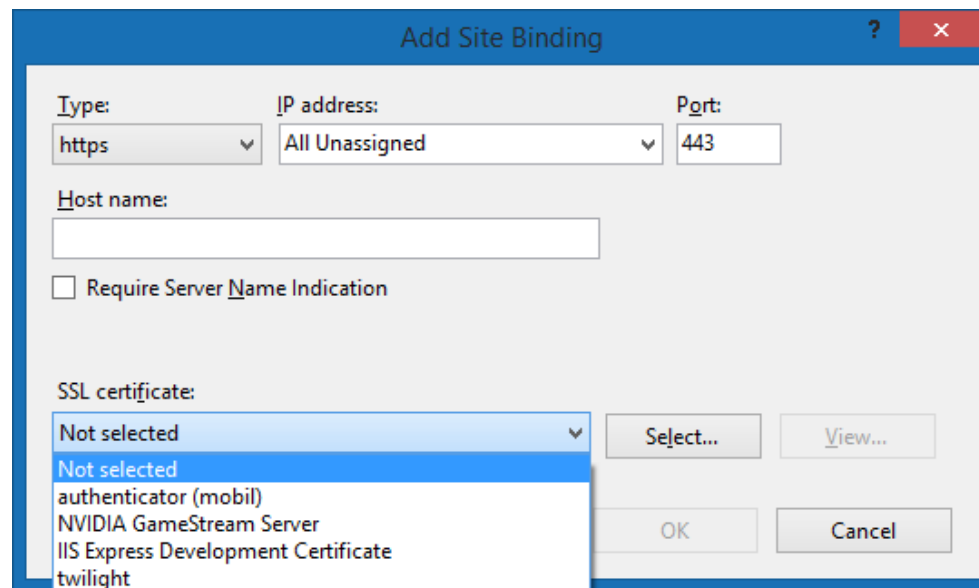 Add Site Binding
?
Type:
IP address:
Port:
https
All Unassigned
443
Host name:
Require Server Name Indication
SSL certificate:
Not selected
Select...
View...
Not selected
authenticator (mobil)
NVIDIA GameStream Server
IIS Express Development Certificate
twilight
OK
Cancel